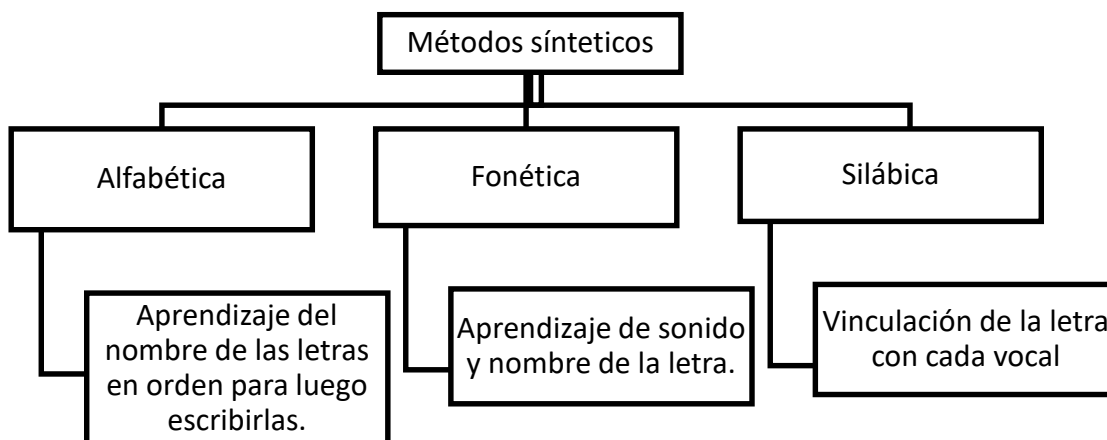 Métodos sínteticos
Alfabética
Fonética
Silábica
Aprendizaje del
nombre de las letras
en orden para luego
escribirlas.
Aprendizaje de sonido
y nombre de la letra.
Vinculación de la letra
con cada vocal